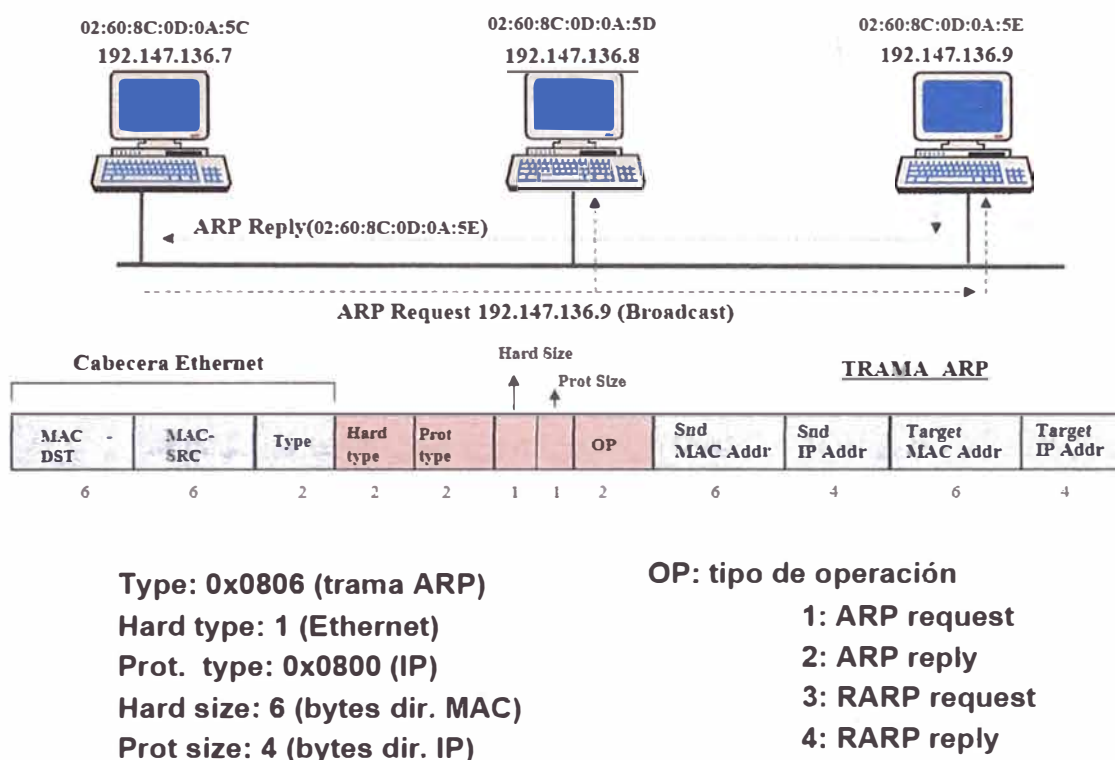 02:60:8C:0D:0A:5C
192.147.136.7
02:60:8C:0D:0A:5D
192.147.136.8
02:60:8C:0D:0A:5E
192.147.136.9
ARP Reply(02:60:8C:0D:0A:5E)
ARP Request 192.147.136.9 (Broadcast)
Cabecera Ethernet
Hard Size
Prot Size
TRAMA ARP
MAC -
DST
MAC-
SRC
Type
Hard
type
Prot
type
OP
Snd
MAC Addr
Snd
IP Addr
Target
MAC Addr
Target
IP Addr
6 6 2 2 2 1 1 2 6 4 6 4
Type: 0x0806 (trama ARP)
Hard type: 1 (Ethernet)
Prot. type: 0x0800 (IP)
Hard size: 6 (bytes dir. MAC)
Prot size: 4 (bytes dir. IP)
OP: tipo de operación
1: ARP request
2: ARP reply
3: RARP request
4: RARP reply